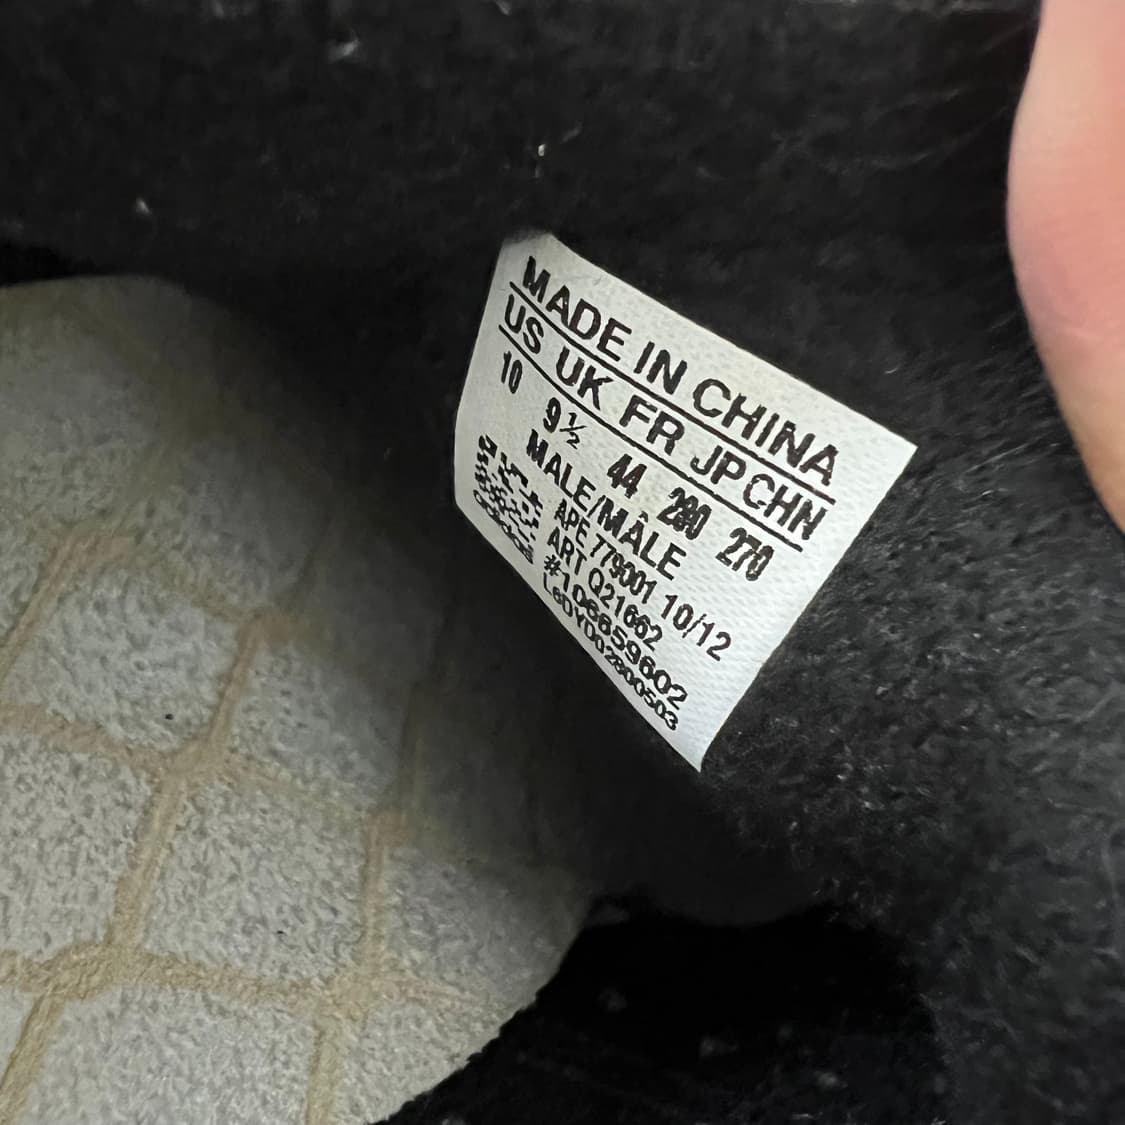 MADE IN CHINA
US UK FR JP CHN
10 9½ 44 280 270
MALE/MÂLE
APE 779001 10/12
ART Q21662
#106659602
adidas